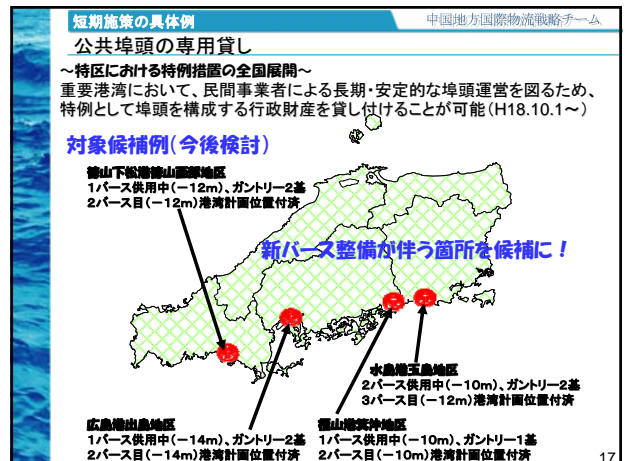 短期施策の具体例
中国地方国際物流戦略チーム
公共埠頭の専用貸し
～特区における特例措置の全国展開～
重要港湾において、民間事業者による長期・安定的な埠頭運営を図るため、
特例として埠頭を構成する行政財産を貸し付けることが可能(H18.10.1～)
対象候補例(今後検討)
徳山下松港徳山西部地区
1バース供用中(－12m)、ガントリー2基
2バース目(－12m)港湾計画位置付済
新バース整備が伴う箇所を候補に！
水島港玉島地区
2バース供用中(－10m)、ガントリー2基
3バース目(－12m)港湾計画位置付済
広島港出島地区
1バース供用中(－14m)、ガントリー2基
2バース目(－14m)港湾計画位置付済
福山港箕沖地区
1バース供用中(－10m)、ガントリー1基
2バース目(－10m)港湾計画位置付済
17